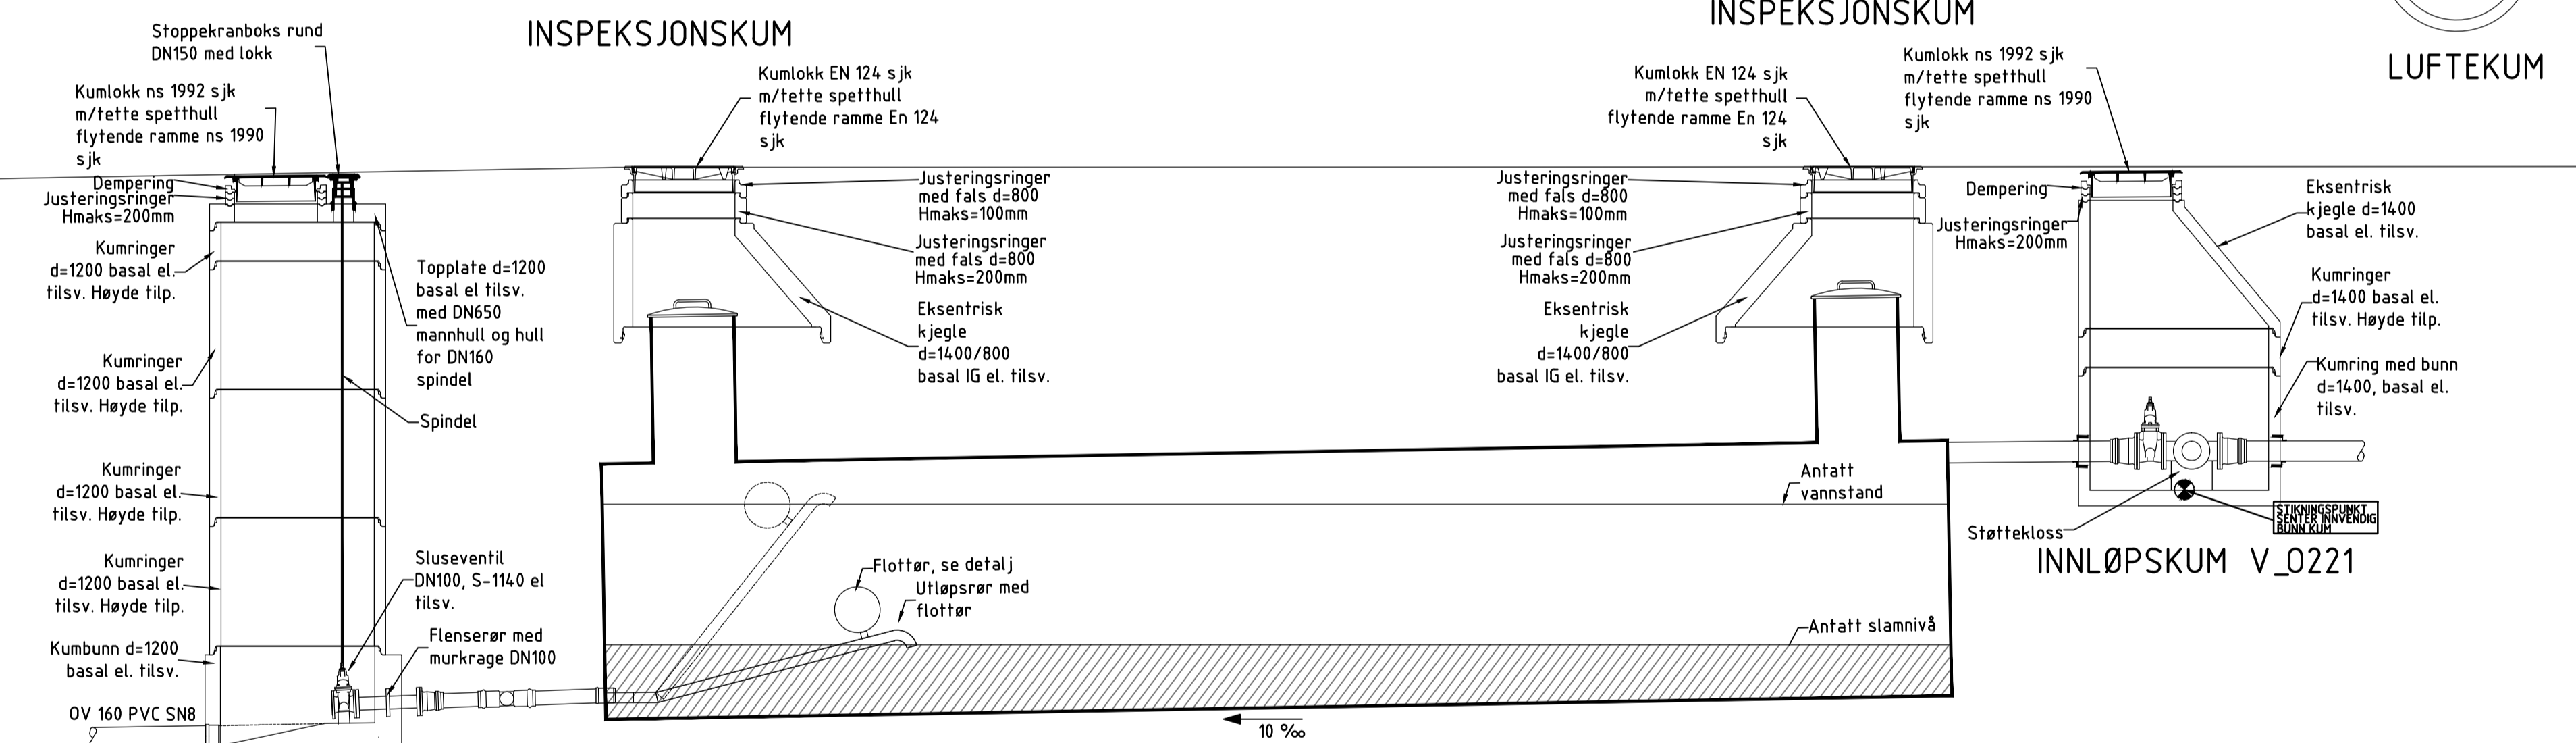 INSPEKSJONSKUM
INSPEKSJONSKUM
LUFTEKUM
Stoppekranboks rund
DN150 med lokk
Kumlokk ns 1992 sjk
m/tette spetthull
flytende ramme ns 1990
sjk
Dempering
Justeringsringer
Hmaks=200mm
Kumringer
d=1200 basal el.
tilsv. Høyde tilp.
Kumringer
d=1200 basal el.
tilsv. Høyde tilp.
Kumringer
d=1200 basal el.
tilsv. Høyde tilp.
Kumringer
d=1200 basal el.
tilsv. Høyde tilp.
Kumbunn d=1200
basal el. tilsv.
OV 160 PVC SN8
Topplate d=1200
basal el tilsv.
med DN650
mannhull og hull
for DN160
spindel
Spindel
Sluseventil
DN100, S-1140 el
tilsv.
Flenserør med
murkrage DN100
Kumlokk EN 124 sjk
m/tette spetthull
flytende ramme En 124
sjk
Justeringsringer
med fals d=800
Hmaks=100mm
Justeringsringer
med fals d=800
Hmaks=200mm
Eksentrisk
kjegle
d=1400/800
basal IG el. tilsv.
Flottør, se detalj
Utløpsrør med
flottør
10 ‰
Kumlokk EN 124 sjk
m/tette spetthull
flytende ramme En 124
sjk
Justeringsringer
med fals d=800
Hmaks=100mm
Justeringsringer
med fals d=800
Hmaks=200mm
Eksentrisk
kjegle
d=1400/800
basal IG el. tilsv.
Antatt
vannstand
Antatt slamnivå
Kumlokk ns 1992 sjk
m/tette spetthull
flytende ramme ns 1990
sjk
Dempering
Justeringsringer
Hmaks=200mm
Eksentrisk
kjegle d=1400
basal el. tilsv.
Kumringer
d=1400 basal el.
tilsv. Høyde tilp.
Kumring med bunn
d=1400, basal el.
tilsv.
STIKNINGSPUNKT
SENTER INNVENDIG
BUNN KUM
Støttekloss
INNLØPSKUM V_0221